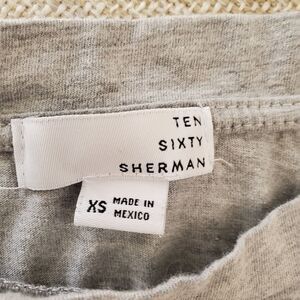 TEN
SIXTY
SHERMAN
XS MADE IN
MEXICO